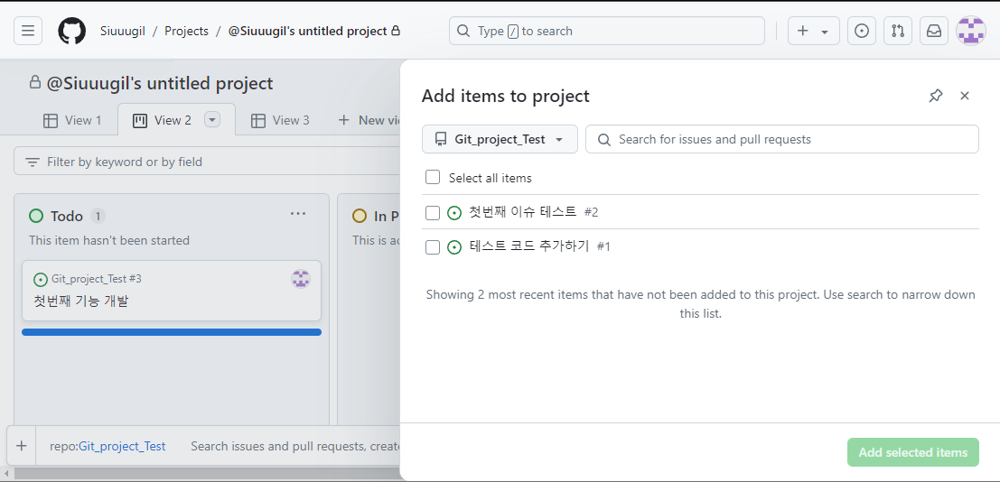 Siuuugil / Projects / @Siuuugil's untitled project
Type / to search
@Siuuugil's untitled project
View 1
View 2
View 3
New vi
Filter by keyword or by field
Todo 1
This item hasn't been started
Git_project_Test #3
첫번째 기능 개발
In P
This is ac
repo:Git_project_Test
Search issues and pull requests, create
Add items to project
Git_project_Test
Search for issues and pull requests
Select all items
첫번째 이슈 테스트 #2
테스트 코드 추가하기 #1
Showing 2 most recent items that have not been added to this project. Use search to narrow down
this list.
Add selected items